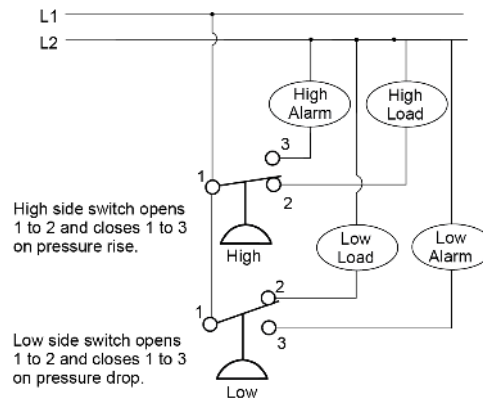 L1
L2
High
Alarm
High
Load
3
1
2
High side switch opens
1 to 2 and closes 1 to 3
on pressure rise.
High
Low
Load
Low
Alarm
2
1
3
Low side switch opens
1 to 2 and closes 1 to 3
on pressure drop.
Low